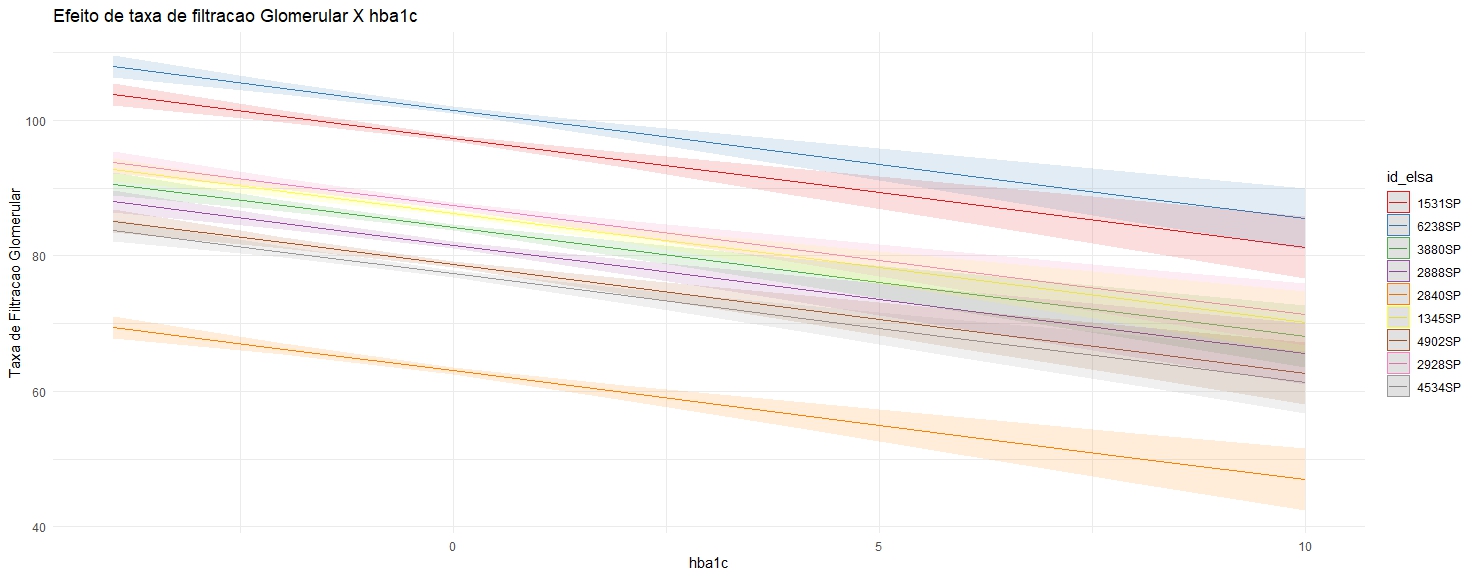 Efeito de taxa de filtracao Glomerular X hba1c
Taxa de Filtracao Glomerular
100
80
60
40
0
5
10
hba1c
id_elsa
1531SP
6238SP
3880SP
2888SP
2840SP
1345SP
4902SP
2928SP
4534SP